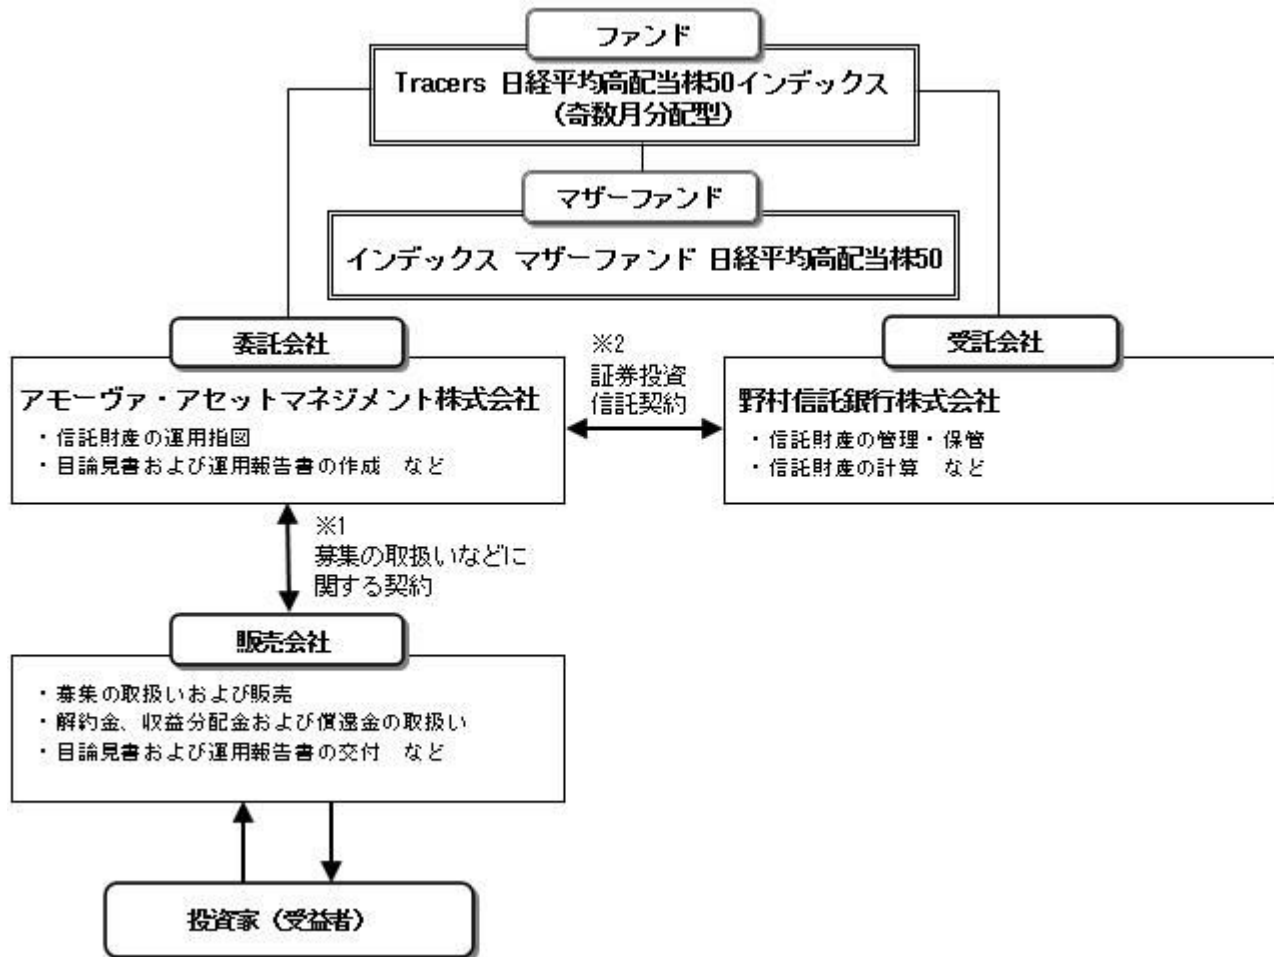 ファンド
Tracers 日経平均高配当株50インデックス
（奇数月分配型）
マザーファンド
インデックス マザーファンド 日経平均高配当株50
委託会社
アモーヴァ・アセットマネジメント株式会社
・信託財産の運用指図
・目論見書および運用報告書の作成　など
※2
証券投資
信託契約
受託会社
野村信託銀行株式会社
・信託財産の管理・保管
・信託財産の計算　など
※1
募集の取扱いなどに
関する契約
販売会社
・募集の取扱いおよび販売
・解約金、収益分配金および償還金の取扱い
・目論見書および運用報告書の交付　など
投資家（受益者）